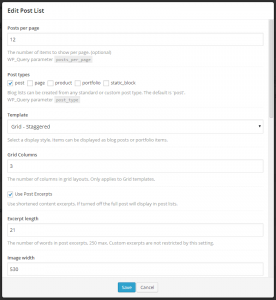 Edit Post List
Posts per page
12
The number of items to show per page. (optional)
WP_Query parameter posts_per_page
Post types
post page product portfolio static_block
Blog lists can be created from any standard or custom post type. The default is 'post'.
WP_Query parameter post_type
Template
Grid - Staggered
Select a display style. Items can be displayed as blog posts or portfolio items.
Grid Columns
3
The number of columns in grid layouts. Only applies to Grid templates.
Use Post Excerpts
Use shortened content excerpts. If turned off the full post will display in post lists.
Excerpt length
21
The number of words in post excerpts, 250 max. Custom excerpts are not restricted by this setting.
Image width
530
Save Cancel